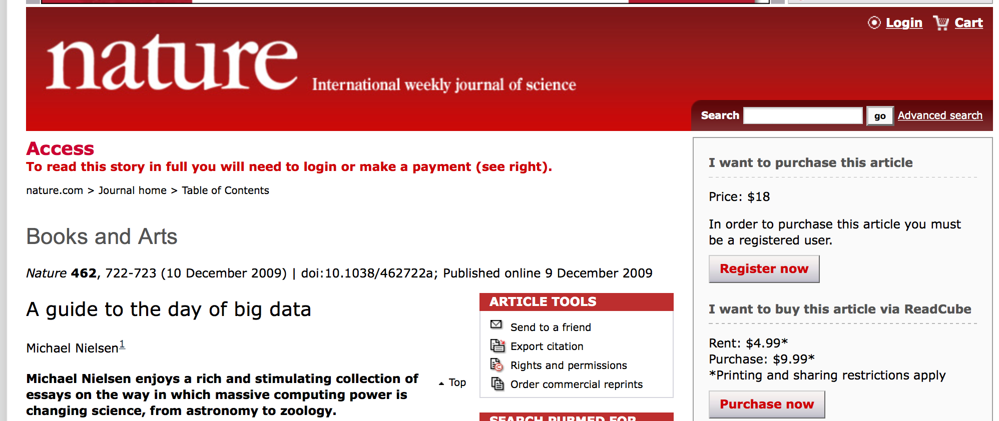 Login Cart
nature International weekly journal of science
Search go Advanced search
Access
To read this story in full you will need to login or make a payment (see right).
nature.com > Journal home > Table of Contents
Books and Arts
Nature 462, 722-723 (10 December 2009) | doi:10.1038/462722a; Published online 9 December 2009
A guide to the day of big data
Michael Nielsen1
Michael Nielsen enjoys a rich and stimulating collection of
essays on the way in which massive computing power is
changing science, from astronomy to zoology.
Top
ARTICLE TOOLS
Send to a friend
Export citation
Rights and permissions
Order commercial reprints
SEARCH PUBMED FOR
I want to purchase this article
Price: $18
In order to purchase this article you must
be a registered user.
Register now
I want to buy this article via ReadCube
Rent: $4.99*
Purchase: $9.99*
*Printing and sharing restrictions apply
Purchase now